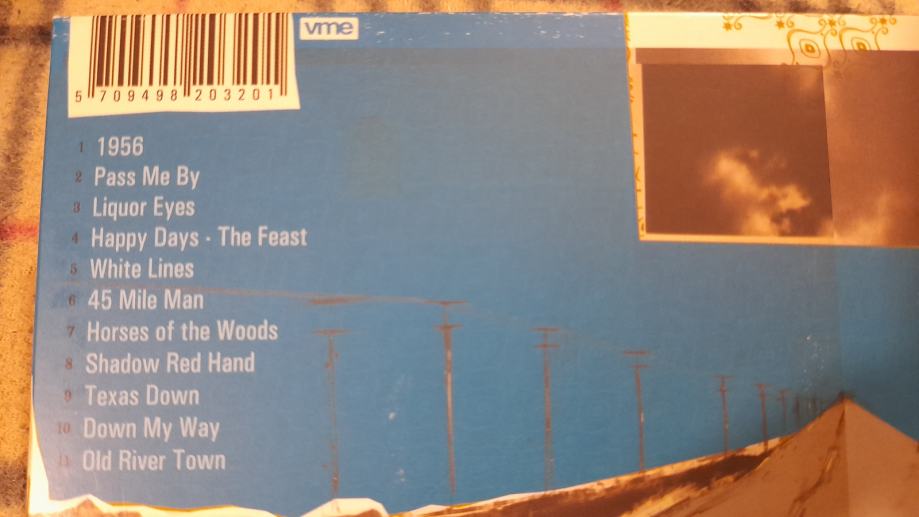 vme
5 709498 203201
1 1956
2 Pass Me By
3 Liquor Eyes
4 Happy Days - The Feast
5 White Lines
6 45 Mile Man
7 Horses of the Woods
8 Shadow Red Hand
9 Texas Down
10 Down My Way
11 Old River Town